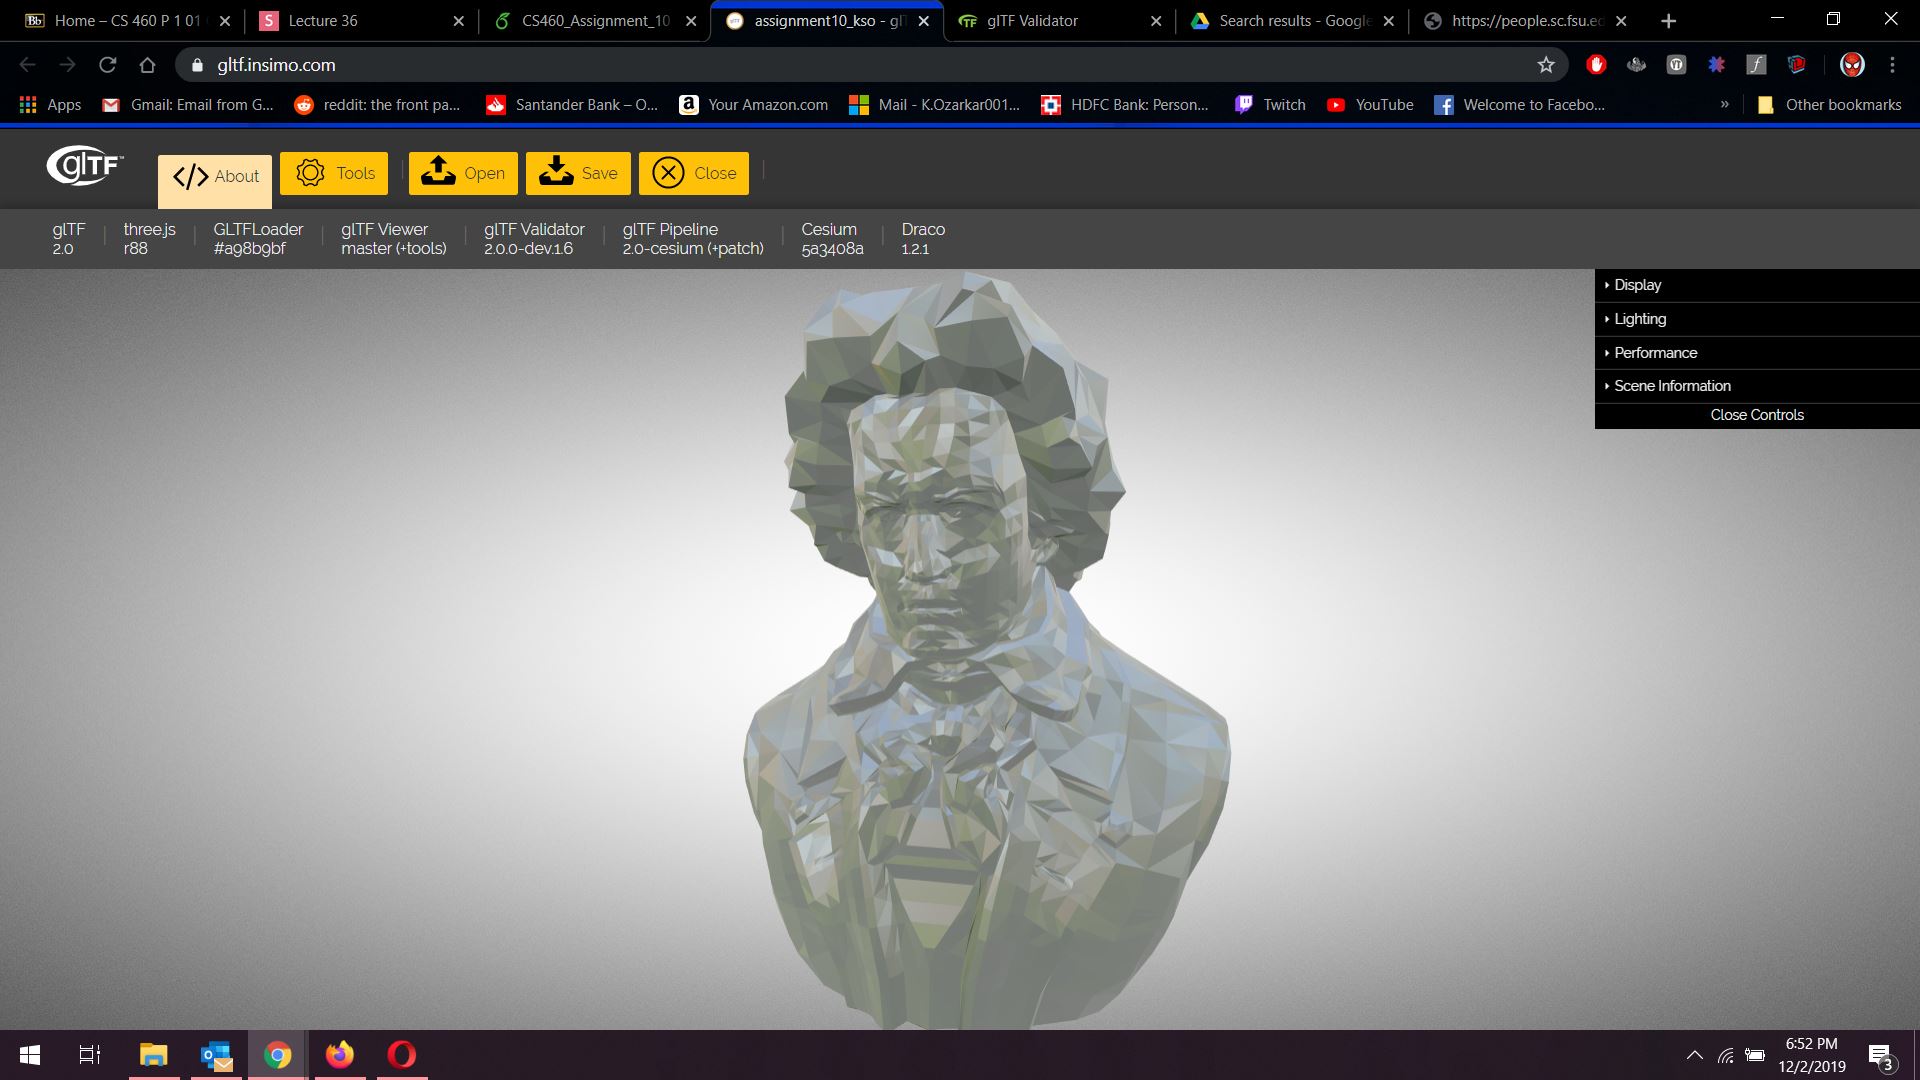 Bb Home – CS 460 P 1 01
S Lecture 36
CS460_Assignment_10
assignment10_kso - glT
glTF Validator
Search results - Google
https://people.sc.fsu.ed
gltf.insimo.com
Apps
Gmail: Email from G...
reddit: the front pa...
Santander Bank – O...
Your Amazon.com
Mail - K.Ozarkar001...
HDFC Bank: Person...
Twitch
YouTube
Welcome to Facebo...
»
Other bookmarks
glTF™
</> About
Tools
Open
Save
Close
glTF
2.0
three.js
r88
GLTFLoader
#a98b9bf
glTF Viewer
master (+tools)
glTF Validator
2.0.0-dev.1.6
glTF Pipeline
2.0-cesium (+patch)
Cesium
5a3408a
Draco
1.2.1
Display
Lighting
Performance
Scene Information
Close Controls
6:52 PM
12/2/2019
3